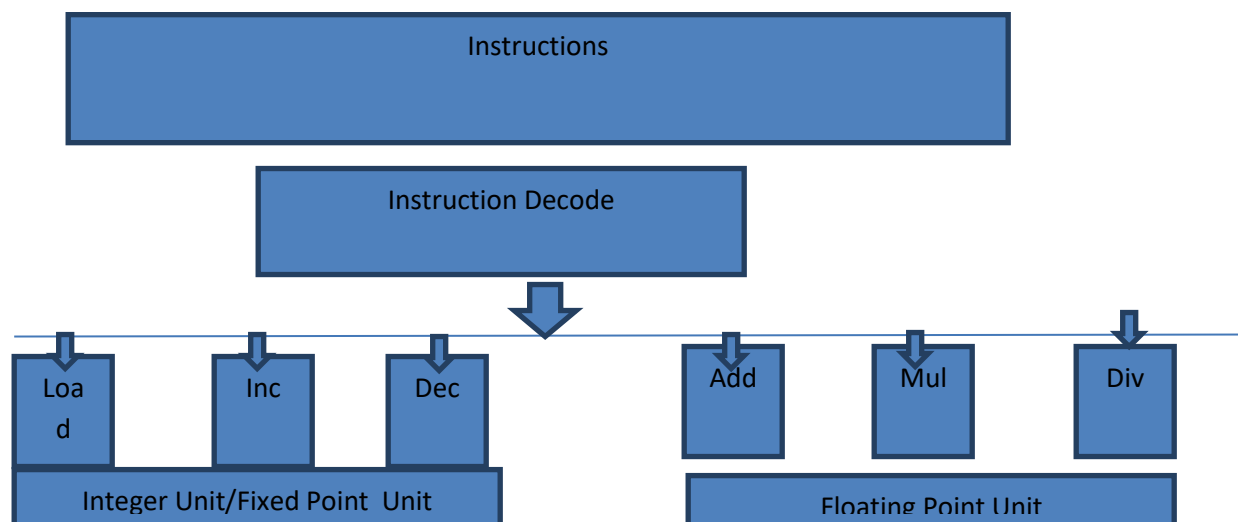 Instructions
Instruction Decode
Loa
d
Inc
Dec
Add
Mul
Div
Integer Unit/Fixed Point  Unit
Floating Point Unit